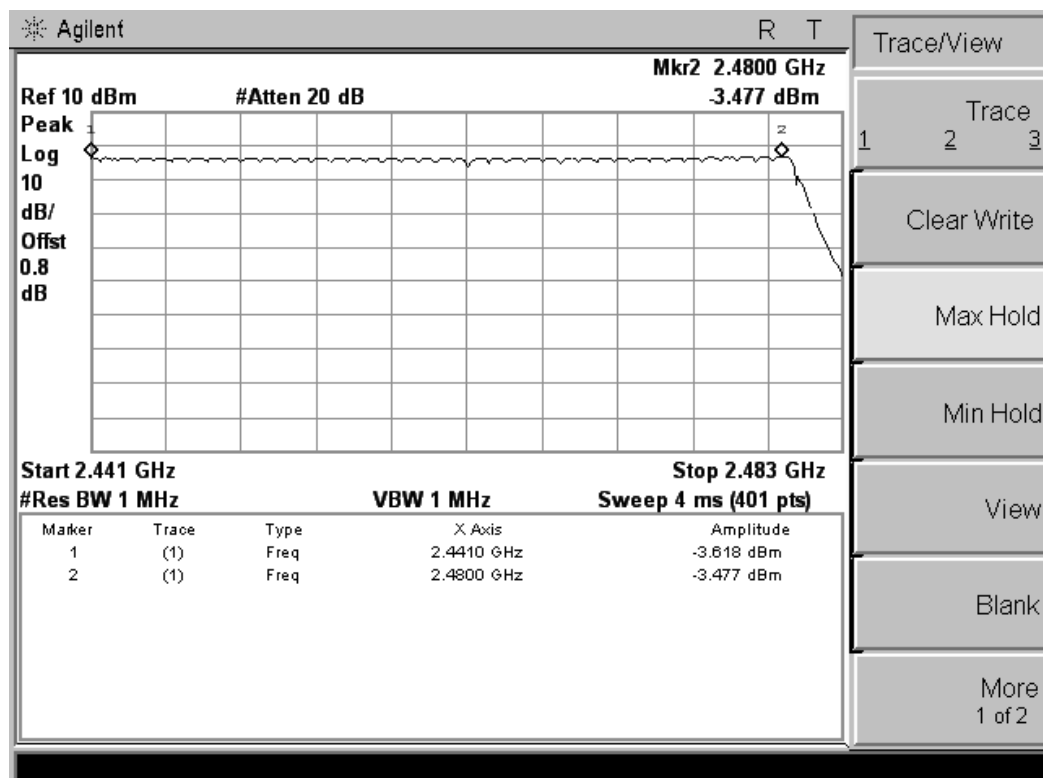 Agilent R T
Mkr2 2.4800 GHz
Ref 10 dBm #Atten 20 dB -3.477 dBm
Peak
Log
10
dB/
Offst
0.8
dB
1 2
Start 2.441 GHz Stop 2.483 GHz
#Res BW 1 MHz VBW 1 MHz Sweep 4 ms (401 pts)
Marker Trace Type X Axis Amplitude
1 (1) Freq 2.4410 GHz -3.618 dBm
2 (1) Freq 2.4800 GHz -3.477 dBm
Trace/View
Trace
1 2 3
Clear Write
Max Hold
Min Hold
View
Blank
More
1 of 2